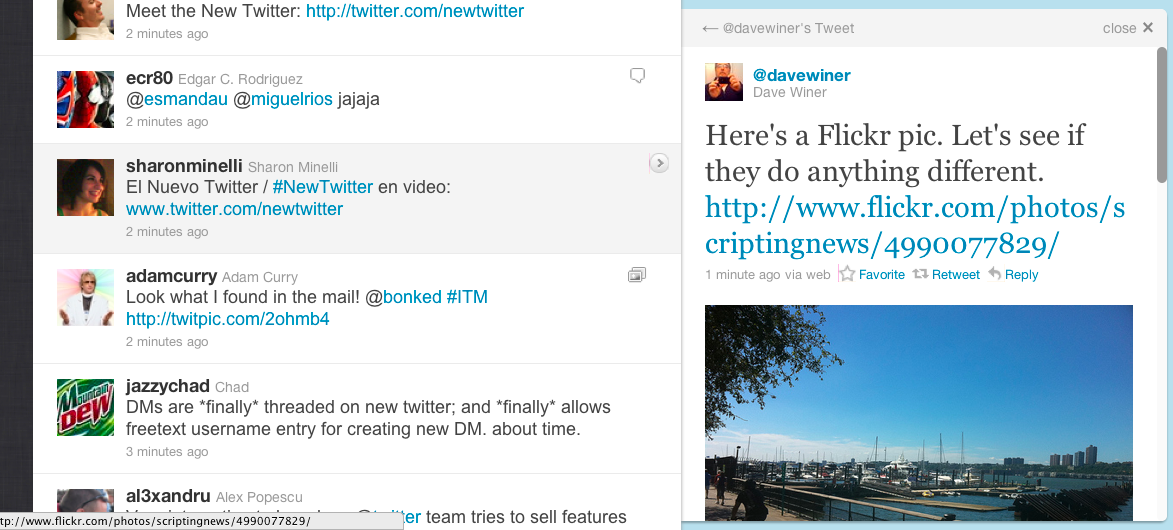 Meet the New Twitter: http://twitter.com/newtwitter
2 minutes ago
ecr80 Edgar C. Rodriguez
@esmandau @miguelrios jajaja
2 minutes ago
sharonminelli Sharon Minelli
El Nuevo Twitter / #NewTwitter en video:
www.twitter.com/newtwitter
2 minutes ago
adamcurry Adam Curry
Look what I found in the mail! @bonked #ITM
http://twitpic.com/2ohmb4
2 minutes ago
Mountain
DEW
jazzychad Chad
DMs are *finally* threaded on new twitter; and *finally* allows
freetext username entry for creating new DM. about time.
3 minutes ago
al3xandru Alex Popescu
team tries to sell features
tp://www.flickr.com/photos/scriptingnews/4990077829/
← @davewiner's Tweet close ×
@davewiner
Dave Winer
Here's a Flickr pic. Let's see if
they do anything different.
http://www.flickr.com/photos/s
criptingnews/4990077829/
1 minute ago via web Favorite Retweet Reply